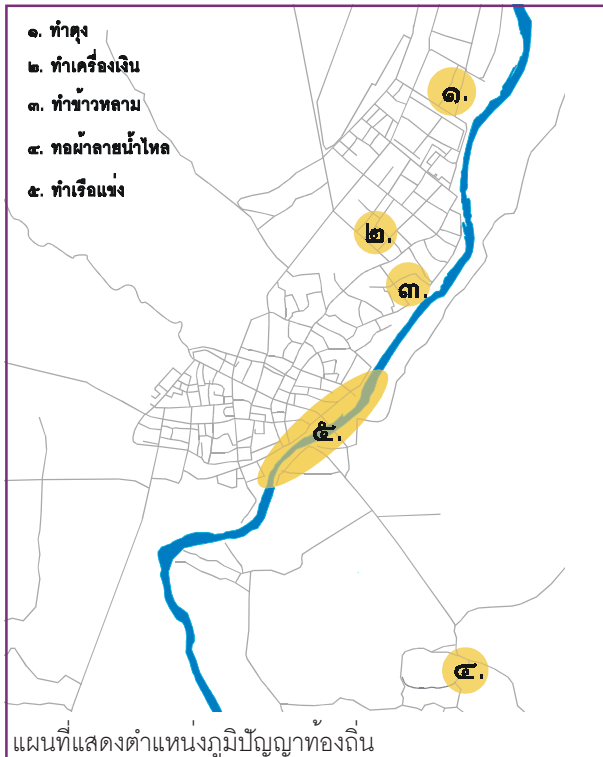 ๑. ทำตุง
๒. ทำเครื่องเงิน
๓. ทำข้าวหลาม
๔. ทอผ้าลายน้ำไหล
๕. ทำเรือแข่ง
๑.
๒.
๓.
๕.
๔.
แผนที่แสดงตำแหน่งภูมิปัญญาท้องถิ่น